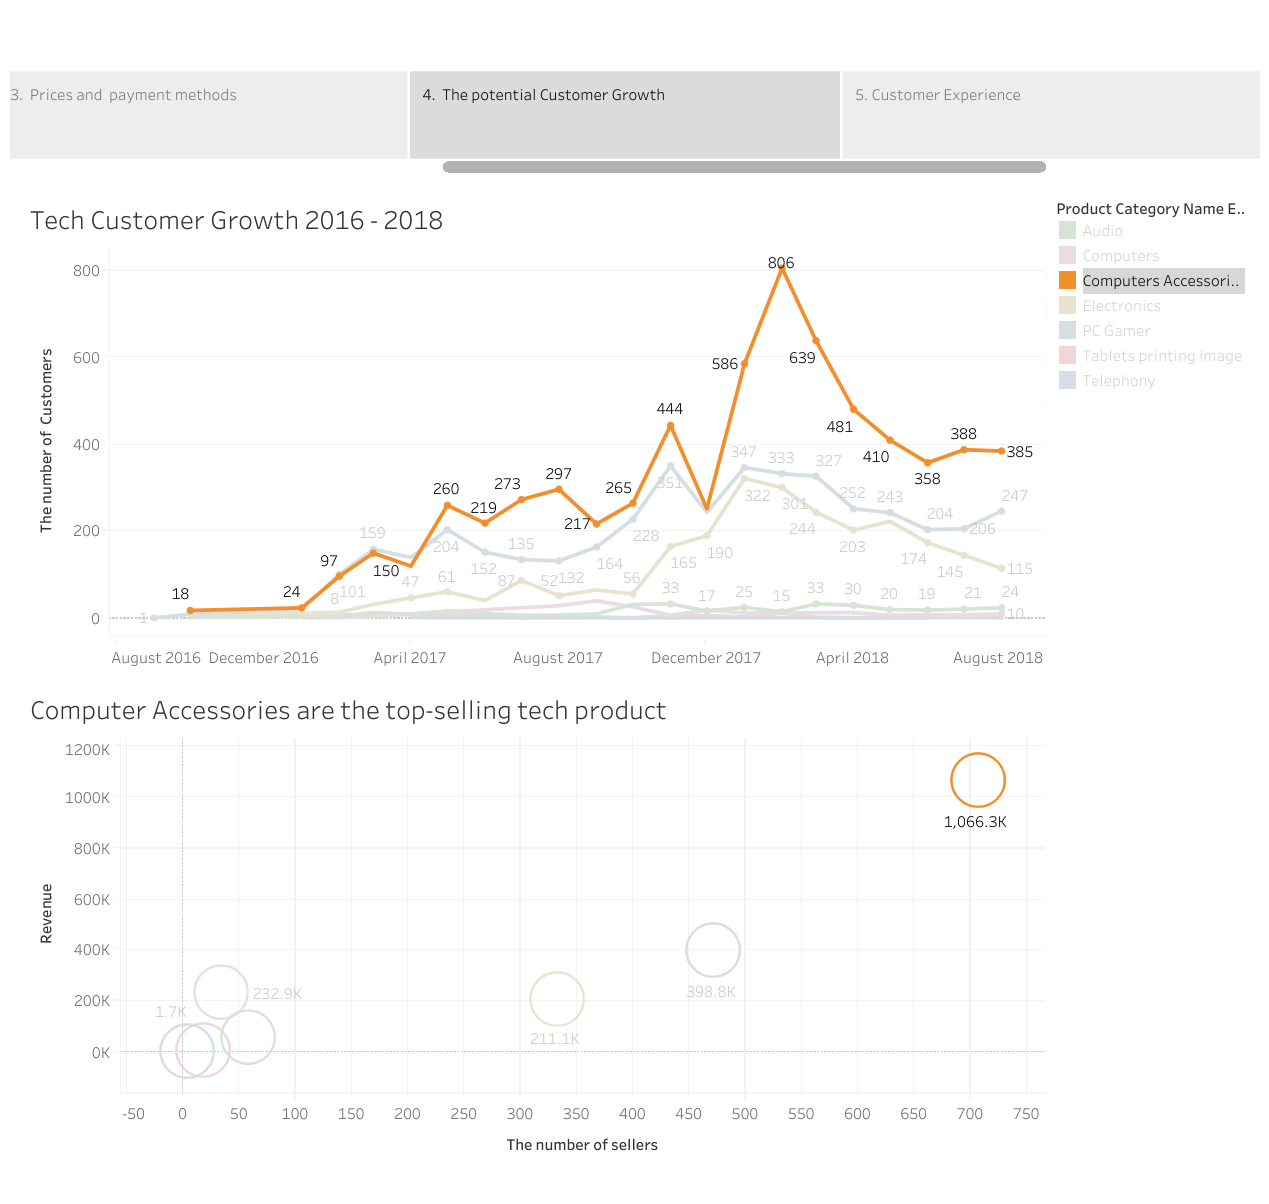 3.  Prices and  payment methods
4.  The potential Customer Growth
5. Customer Experience
Tech Customer Growth 2016 - 2018
Product Category Name E..
Audio
Computers
Computers Accessori..
Electronics
PC Gamer
Tablets printing image
Telephony
The number of  Customers
800
600
400
200
0
806
586
639
444
481
410
388
385
358
297
273
265
260
219
217
150
97
24
18
347
333
327
351
322
301
252
243
247
244
228
204
206
204
203
190
174
165
164
159
152
145
135
132
115
101
87
61
56
52
47
8
33
17
25
15
33
30
20
19
21
24
10
1
August 2016
December 2016
April 2017
August 2017
December 2017
April 2018
August 2018
Computer Accessories are the top-selling tech product
Revenue
1200K
1000K
800K
600K
400K
200K
0K
1,066.3K
398.8K
232.9K
211.1K
1.7K
-50
0
50
100
150
200
250
300
350
400
450
500
550
600
650
700
750
The number of sellers